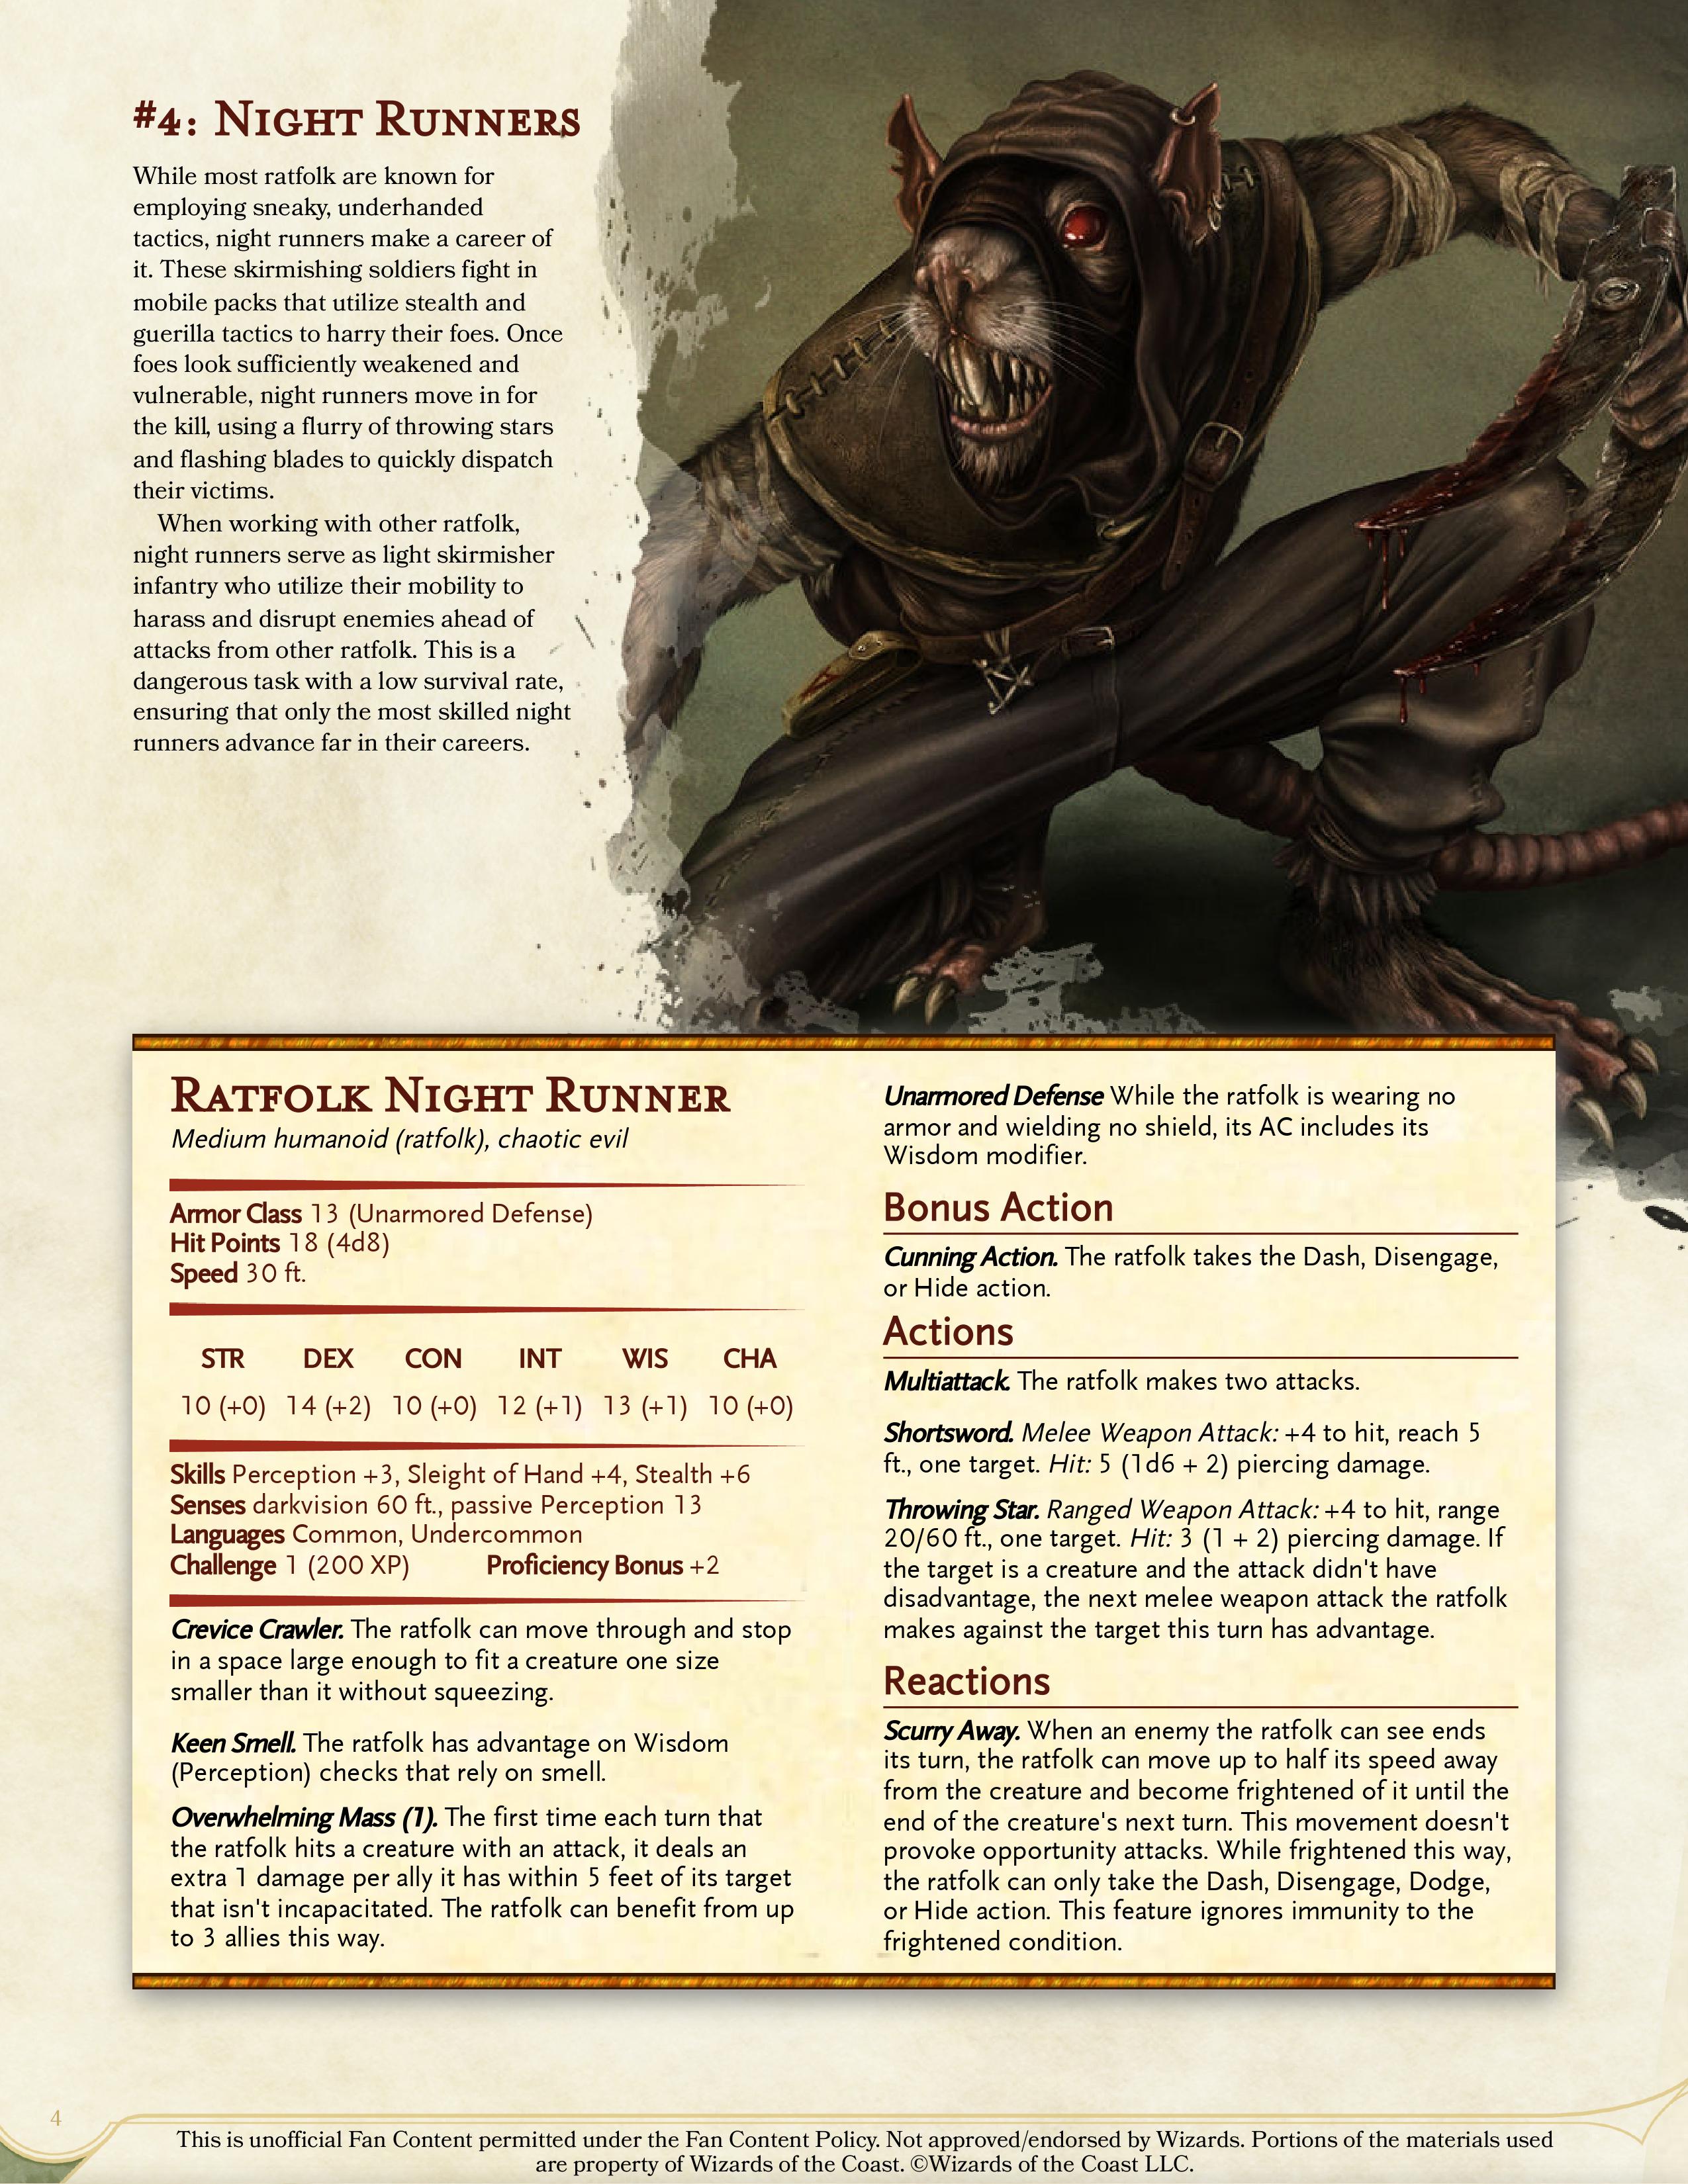 #4: Night Runners
While most ratfolk are known for
employing sneaky, underhanded
tactics, night runners make a career of
it. These skirmishing soldiers fight in
mobile packs that utilize stealth and
guerilla tactics to harry their foes. Once
foes look sufficiently weakened and
vulnerable, night runners move in for
the kill, using a flurry of throwing stars
and flashing blades to quickly dispatch
their victims.
When working with other ratfolk,
night runners serve as light skirmisher
infantry who utilize their mobility to
harass and disrupt enemies ahead of
attacks from other ratfolk. This is a
dangerous task with a low survival rate,
ensuring that only the most skilled night
runners advance far in their careers.
Ratfolk Night Runner
Medium humanoid (ratfolk), chaotic evil
Armor Class 13 (Unarmored Defense)
Hit Points 18 (4d8)
Speed 30 ft.
STR DEX CON INT WIS CHA
10 (+0) 14 (+2) 10 (+0) 12 (+1) 13 (+1) 10 (+0)
Skills Perception +3, Sleight of Hand +4, Stealth +6
Senses darkvision 60 ft., passive Perception 13
Languages Common, Undercommon
Challenge 1 (200 XP) Proficiency Bonus +2
Crevice Crawler. The ratfolk can move through and stop
in a space large enough to fit a creature one size
smaller than it without squeezing.
Keen Smell. The ratfolk has advantage on Wisdom
(Perception) checks that rely on smell.
Overwhelming Mass (1). The first time each turn that
the ratfolk hits a creature with an attack, it deals an
extra 1 damage per ally it has within 5 feet of its target
that isn't incapacitated. The ratfolk can benefit from up
to 3 allies this way.
Unarmored Defense While the ratfolk is wearing no
armor and wielding no shield, its AC includes its
Wisdom modifier.
Bonus Action
Cunning Action. The ratfolk takes the Dash, Disengage,
or Hide action.
Actions
Multiattack. The ratfolk makes two attacks.
Shortsword. Melee Weapon Attack: +4 to hit, reach 5
ft., one target. Hit: 5 (1d6 + 2) piercing damage.
Throwing Star. Ranged Weapon Attack: +4 to hit, range
20/60 ft., one target. Hit: 3 (1 + 2) piercing damage. If
the target is a creature and the attack didn't have
disadvantage, the next melee weapon attack the ratfolk
makes against the target this turn has advantage.
Reactions
Scurry Away. When an enemy the ratfolk can see ends
its turn, the ratfolk can move up to half its speed away
from the creature and become frightened of it until the
end of the creature's next turn. This movement doesn't
provoke opportunity attacks. While frightened this way,
the ratfolk can only take the Dash, Disengage, Dodge,
or Hide action. This feature ignores immunity to the
frightened condition.
4
This is unofficial Fan Content permitted under the Fan Content Policy. Not approved/endorsed by Wizards. Portions of the materials used
are property of Wizards of the Coast. ©Wizards of the Coast LLC.